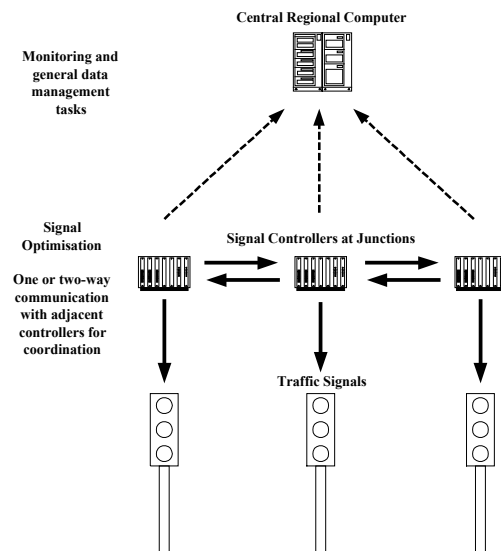 Central Regional Computer
Monitoring and
general data
management
tasks
Signal
Optimisation
Signal Controllers at Junctions
One or two-way
communication
with adjacent
controllers for
coordination
Traffic Signals